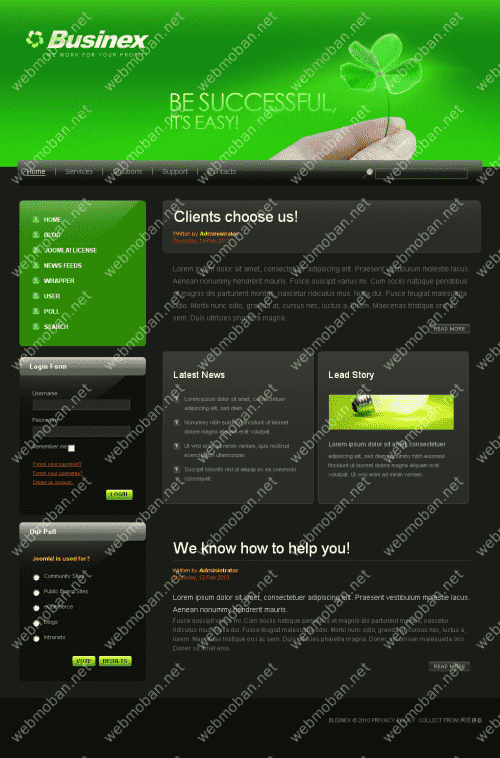 Businex
WE WORK FOR YOUR PROFIT
BE SUCCESSFUL,
IT'S EASY!
Home | Services | Solutions | Support | Contacts
HOME
BLOG
JOOMLA! LICENSE
NEWS FEEDS
WRAPPER
USER
POLL
SEARCH
Login Form
Username
Password
Remember me
Forgot your password?
Forgot your username?
Create an account
LOGIN
Our Poll
Joomla! is used for?
Community Sites
Public Brand Sites
eCommerce
Blogs
Intranets
VOTE RESULTS
Clients choose us!
Written by Administrator
Thursday, 14 Feb 2010
Lorem ipsum dolor sit amet, consectetuer adipiscing elit. Praesent vestibulum molestie lacus.
Aenean nonummy hendrerit mauris. Fusce suscipit varius mi. Cum sociis natoque penatibus
et magnis dis parturient montes, nascetur ridiculus mus. Nulla dui. Fusce feugiat malesuada
odio. Morbi nunc odio, gravida at, cursus nec, luctus a, lorem. Maecenas tristique orci ac
sem. Duis ultricies pharetra magna.
READ MORE
Latest News
Lorem ipsum dolor sit amet, consectetuer
adipiscing elit, sed diam
Nonummy nibh euismod tincidunt ut laoreet
dolore magna aliquam erat volutpat.
Ut wisi enim ad minim veniam, quis nostrud
exerci tation ullamcorper.
Suscipit lobortis nisl ut aliquip ex ea commodo
consequat.
Lead Story
Lorem ipsum dolor sit amet, consectetuer
adipiscing elit, sed diam nonummy nibh euismod
tincidunt ut laoreet dolore magna aliquam erat
volutpat. Ut wisi enim ad minim veniam.
We know how to help you!
Written by Administrator
Thursday, 12 Feb 2010
Lorem ipsum dolor sit amet, consectetuer adipiscing elit. Praesent vestibulum molestie lacus.
Aenean nonummy hendrerit mauris.
Fusce suscipit varius mi. Cum sociis natoque penatibus et magnis dis parturient montes, nascetur
ridiculus mus. Nulla dui. Fusce feugiat malesuada odio. Morbi nunc odio, gravida at, cursus nec, luctus a,
lorem. Maecenas tristique orci ac sem. Duis ultricies pharetra magna. Donec accumsan malesuada orci.
Donec sit amet eros.
READ MORE
BUSINEX © 2010 PRIVACY POLICY COLLECT FROM
webmoban.net